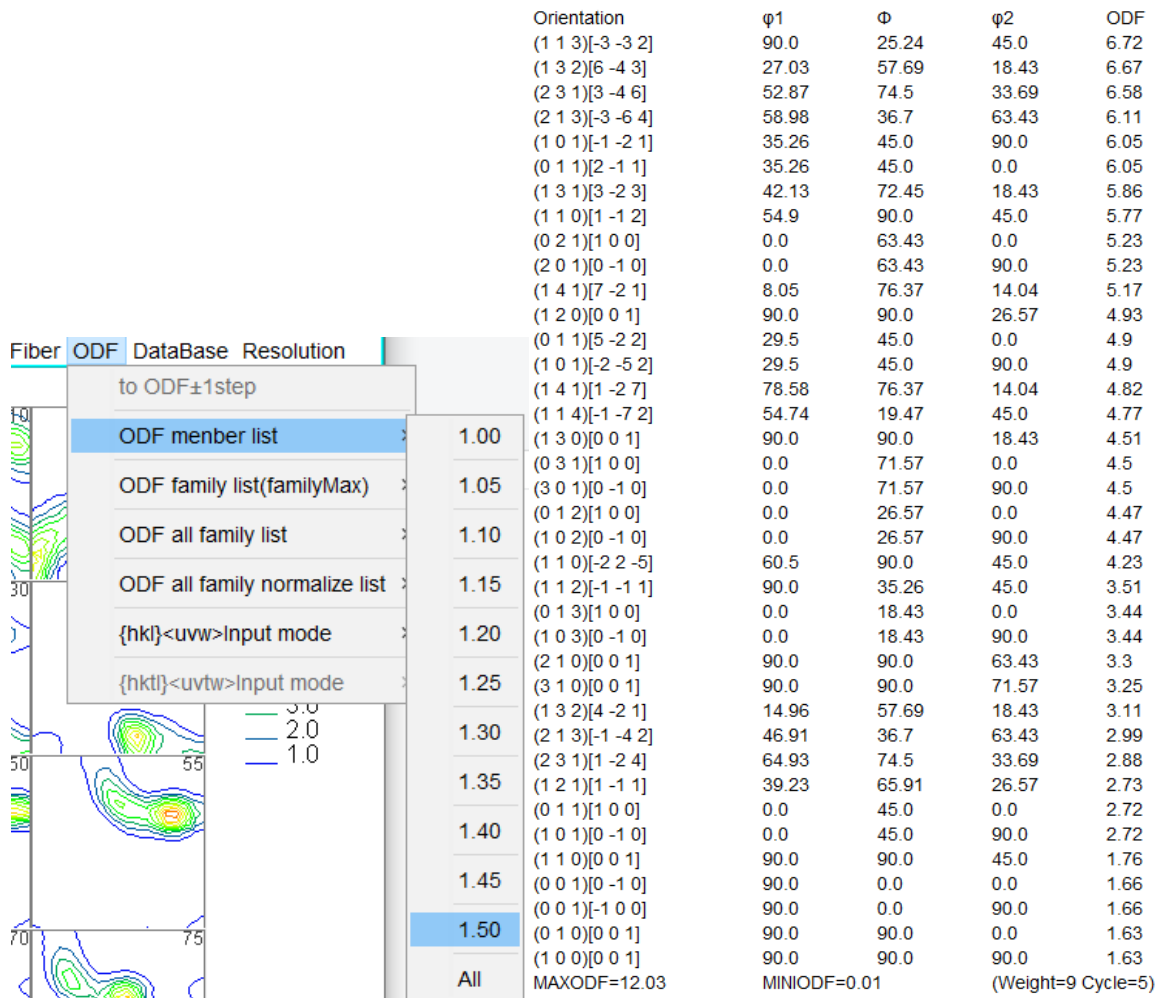 Fiber ODF DataBase Resolution
to ODF±1step
ODF menber list
ODF family list(familyMax)
ODF all family list
ODF all family normalize list
{hkl}<uvw>Input mode
{hktl}<uvtw>Input mode
1.00
1.05
1.10
1.15
1.20
1.25
1.30
1.35
1.40
1.45
1.50
All
10
30
2.0
1.0
50 55
70 75
Orientation φ1 Φ φ2 ODF
(1 1 3)[-3 -3 2] 90.0 25.24 45.0 6.72
(1 3 2)[6 -4 3] 27.03 57.69 18.43 6.67
(2 3 1)[3 -4 6] 52.87 74.5 33.69 6.58
(2 1 3)[-3 -6 4] 58.98 36.7 63.43 6.11
(1 0 1)[-1 -2 1] 35.26 45.0 90.0 6.05
(0 1 1)[2 -1 1] 35.26 45.0 0.0 6.05
(1 3 1)[3 -2 3] 42.13 72.45 18.43 5.86
(1 1 0)[1 -1 2] 54.9 90.0 45.0 5.77
(0 2 1)[1 0 0] 0.0 63.43 0.0 5.23
(2 0 1)[0 -1 0] 0.0 63.43 90.0 5.23
(1 4 1)[7 -2 1] 8.05 76.37 14.04 5.17
(1 2 0)[0 0 1] 90.0 90.0 26.57 4.93
(0 1 1)[5 -2 2] 29.5 45.0 0.0 4.9
(1 0 1)[-2 -5 2] 29.5 45.0 90.0 4.9
(1 4 1)[1 -2 7] 78.58 76.37 14.04 4.82
(1 1 4)[-1 -7 2] 54.74 19.47 45.0 4.77
(1 3 0)[0 0 1] 90.0 90.0 18.43 4.51
(0 3 1)[1 0 0] 0.0 71.57 0.0 4.5
(3 0 1)[0 -1 0] 0.0 71.57 90.0 4.5
(0 1 2)[1 0 0] 0.0 26.57 0.0 4.47
(1 0 2)[0 -1 0] 0.0 26.57 90.0 4.47
(1 1 0)[-2 2 -5] 60.5 90.0 45.0 4.23
(1 1 2)[-1 -1 1] 90.0 35.26 45.0 3.51
(0 1 3)[1 0 0] 0.0 18.43 0.0 3.44
(1 0 3)[0 -1 0] 0.0 18.43 90.0 3.44
(2 1 0)[0 0 1] 90.0 90.0 63.43 3.3
(3 1 0)[0 0 1] 90.0 90.0 71.57 3.25
(1 3 2)[4 -2 1] 14.96 57.69 18.43 3.11
(2 1 3)[-1 -4 2] 46.91 36.7 63.43 2.99
(2 3 1)[1 -2 4] 64.93 74.5 33.69 2.88
(1 2 1)[1 -1 1] 39.23 65.91 26.57 2.73
(0 1 1)[1 0 0] 0.0 45.0 0.0 2.72
(1 0 1)[0 -1 0] 0.0 45.0 90.0 2.72
(1 1 0)[0 0 1] 90.0 90.0 45.0 1.76
(0 0 1)[0 -1 0] 90.0 0.0 0.0 1.66
(0 0 1)[-1 0 0] 90.0 0.0 90.0 1.66
(0 1 0)[0 0 1] 90.0 90.0 0.0 1.63
(1 0 0)[0 0 1] 90.0 90.0 90.0 1.63
MAXODF=12.03 MINIODF=0.01 (Weight=9 Cycle=5)